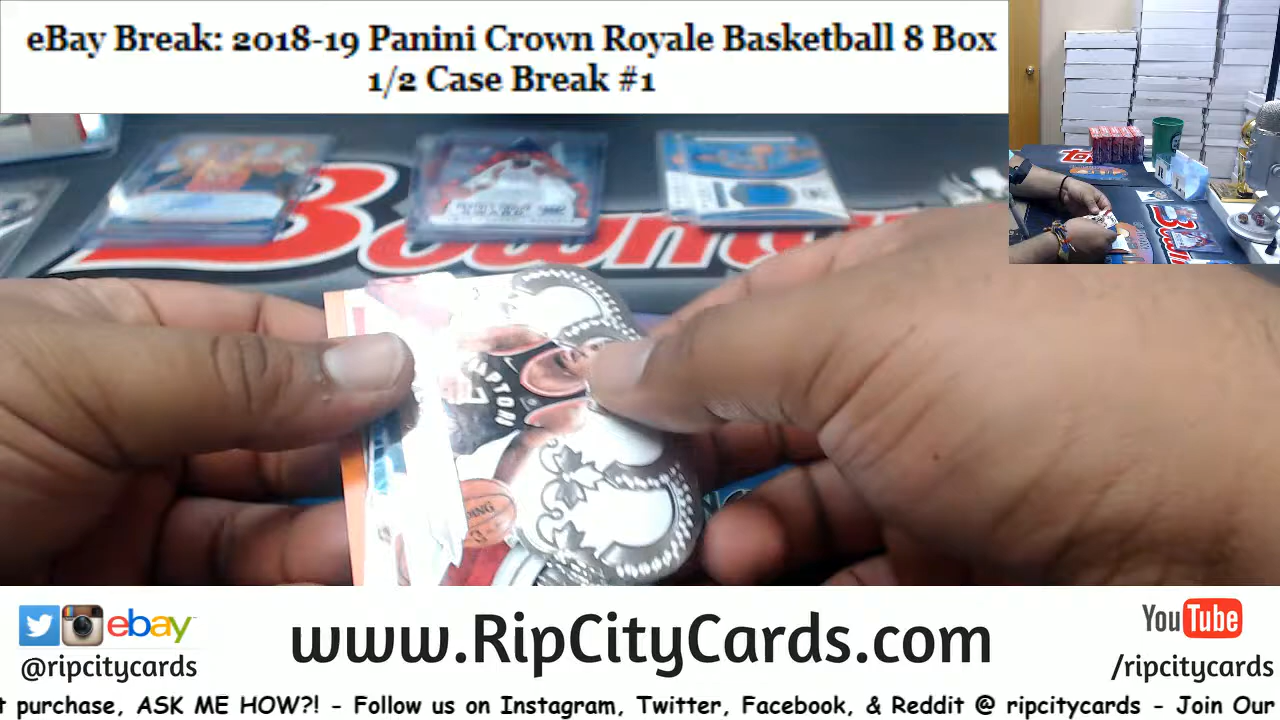 eBay Break: 2018-19 Panini Crown Royale Basketball 8 Box
1/2 Case Break #1
Bowman
ebay
@ripcitycards
www.RipCityCards.com
YouTube
/ripcitycards
t purchase, ASK ME HOW?! - Follow us on Instagram, Twitter, Facebook, & Reddit @ ripcitycards - Join Our